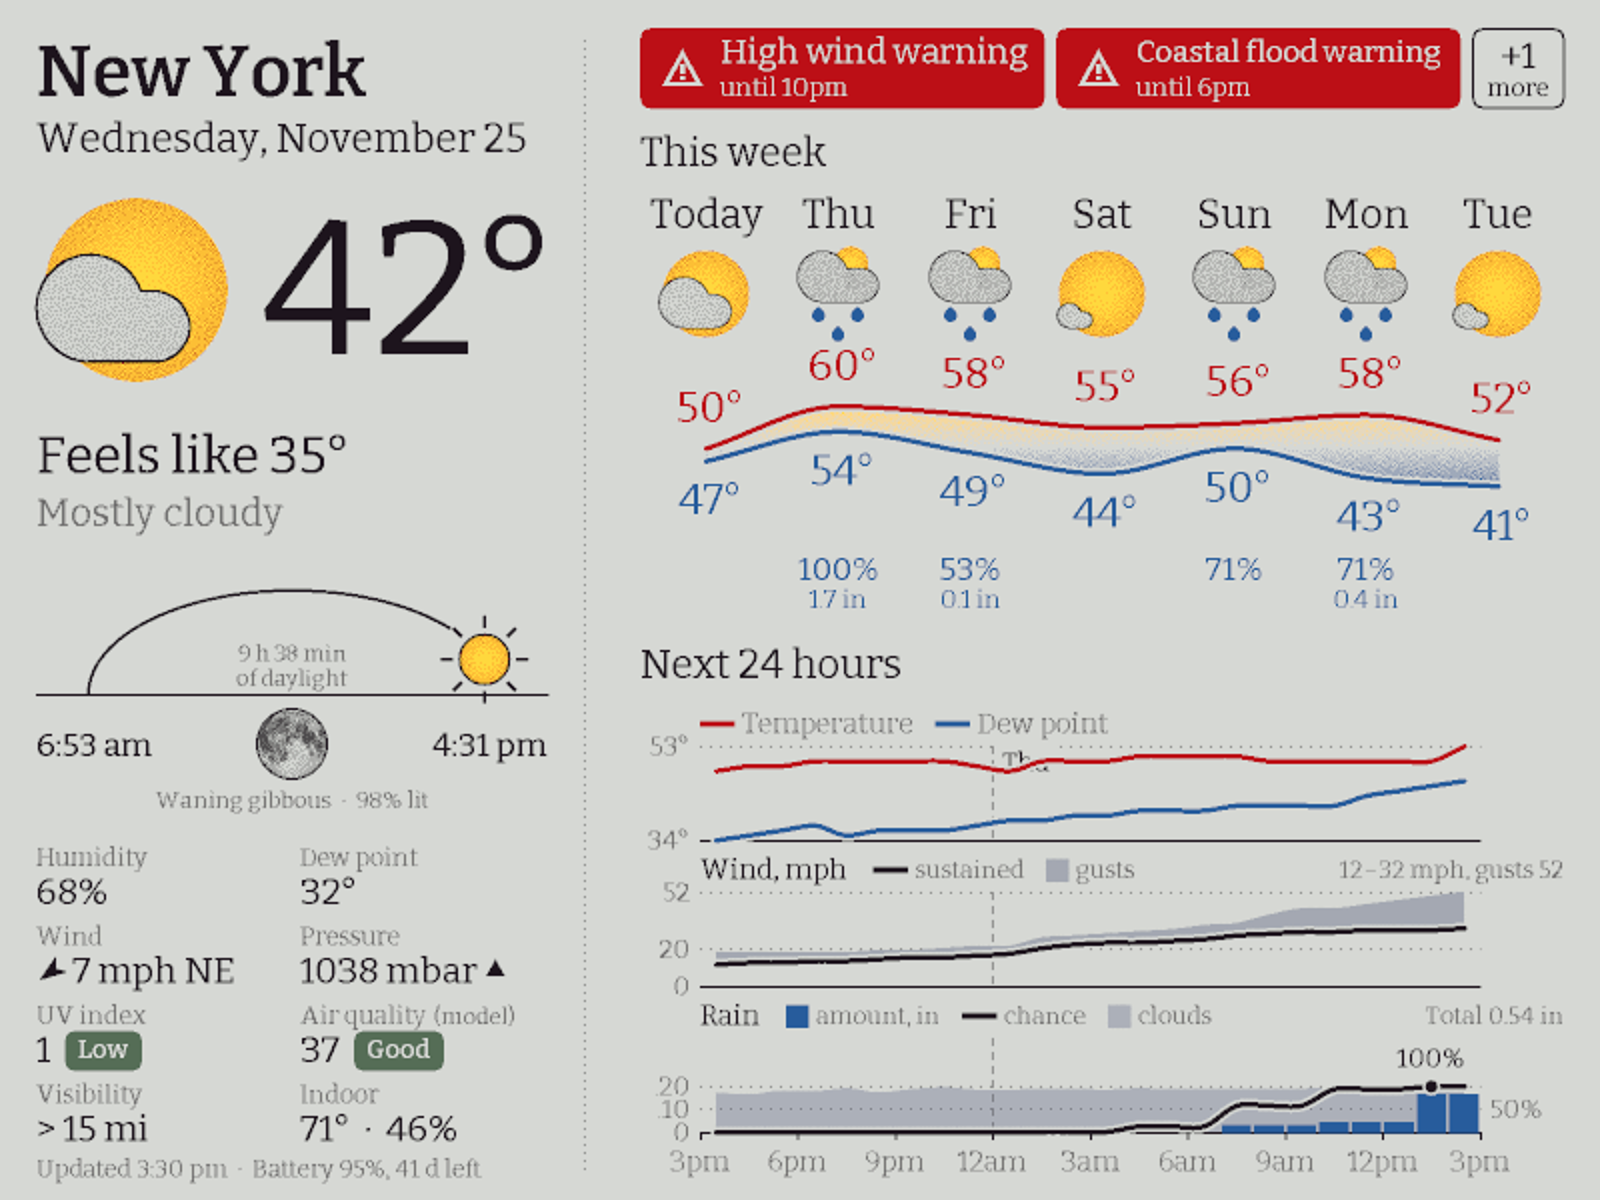 New York
Wednesday, November 25
42°
Feels like 35°
Mostly cloudy
9 h 38 min
of daylight
6:53 am
4:31 pm
Waning gibbous · 98% lit
Humidity
68%
Dew point
32°
Wind
7 mph NE
Pressure
1038 mbar ▲
UV index
1 Low
Air quality (model)
37 Good
Visibility
> 15 mi
Indoor
71° · 46%
Updated 3:30 pm · Battery 95%, 41 d left
High wind warning
until 10pm
Coastal flood warning
until 6pm
+1
more
This week
Today Thu Fri Sat Sun Mon Tue
50° 60° 58° 55° 56° 58° 52°
47° 54° 49° 44° 50° 43° 41°
100% 53% 71% 71%
1.7 in 0.1 in 0.4 in
Next 24 hours
Temperature Dew point
53°
34°
Wind, mph sustained gusts 12–32 mph, gusts 52
52
20
0
Rain amount, in chance clouds Total 0.54 in
100%
.20
.10
0
50%
3pm 6pm 9pm 12am 3am 6am 9am 12pm 3pm